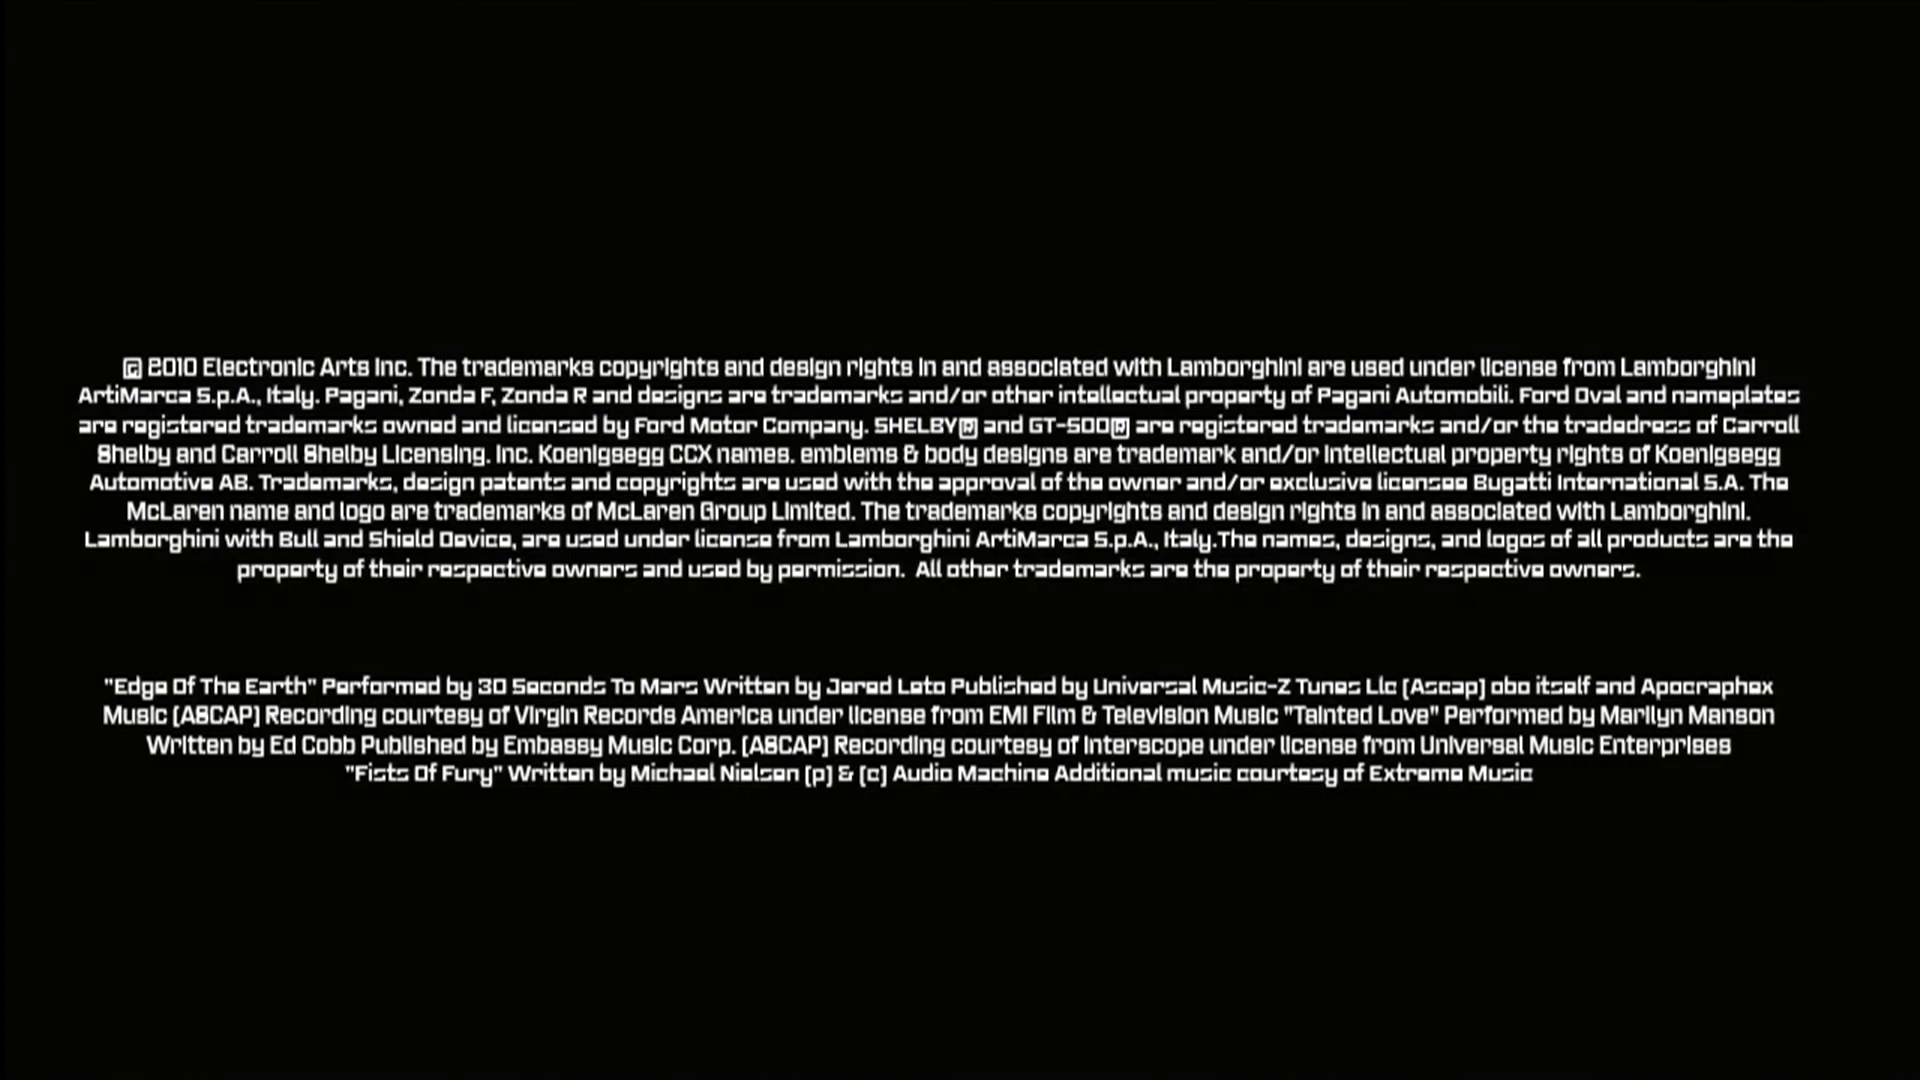 © 2010 Electronic Arts Inc. The trademarks copyrights and design rights in and associated with Lamborghini are used under license from Lamborghini
ArtiMarca S.p.A., Italy. Pagani, Zonda F, Zonda R and designs are trademarks and/or other intellectual property of Pagani Automobili. Ford Oval and nameplates
are registered trademarks owned and licensed by Ford Motor Company. SHELBY® and GT-500® are registered trademarks and/or the tradedress of Carroll
Shelby and Carroll Shelby Licensing. Inc. Koenigsegg CCX names. emblems & body designs are trademark and/or intellectual property rights of Koenigsegg
Automotive AB. Trademarks, design patents and copyrights are used with the approval of the owner and/or exclusive licensee Bugatti International S.A. The
McLaren name and logo are trademarks of McLaren Group Limited. The trademarks copyrights and design rights in and associated with Lamborghini.
Lamborghini with Bull and Shield Device, are used under license from Lamborghini ArtiMarca S.p.A., Italy.The names, designs, and logos of all products are the
property of their respective owners and used by permission. All other trademarks are the property of their respective owners.
"Edge Of The Earth" Performed by 30 Seconds To Mars Written by Jared Leto Published by Universal Music-Z Tunes Llc (Ascap) obo itself and Apocraphex
Music (ASCAP) Recording courtesy of Virgin Records America under license from EMI Film & Television Music "Tainted Love" Performed by Marilyn Manson
Written by Ed Cobb Published by Embassy Music Corp. (ASCAP) Recording courtesy of Interscope under license from Universal Music Enterprises
"Fists Of Fury" Written by Michael Nielsen (p) & (c) Audio Machine Additional music courtesy of Extreme Music